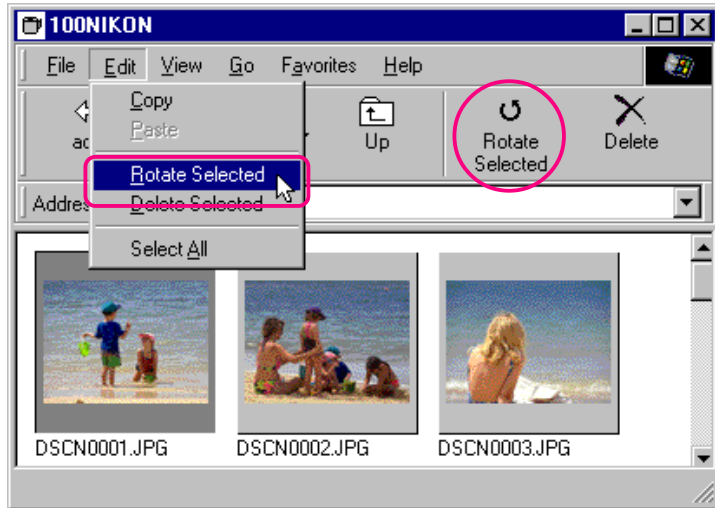 100NIKON
File Edit View Go Favorites Help
Copy
Paste
Rotate Selected
Delete Selected
Select All
Up
Rotate
Selected
Delete
DSCN0001.JPG DSCN0002.JPG DSCN0003.JPG